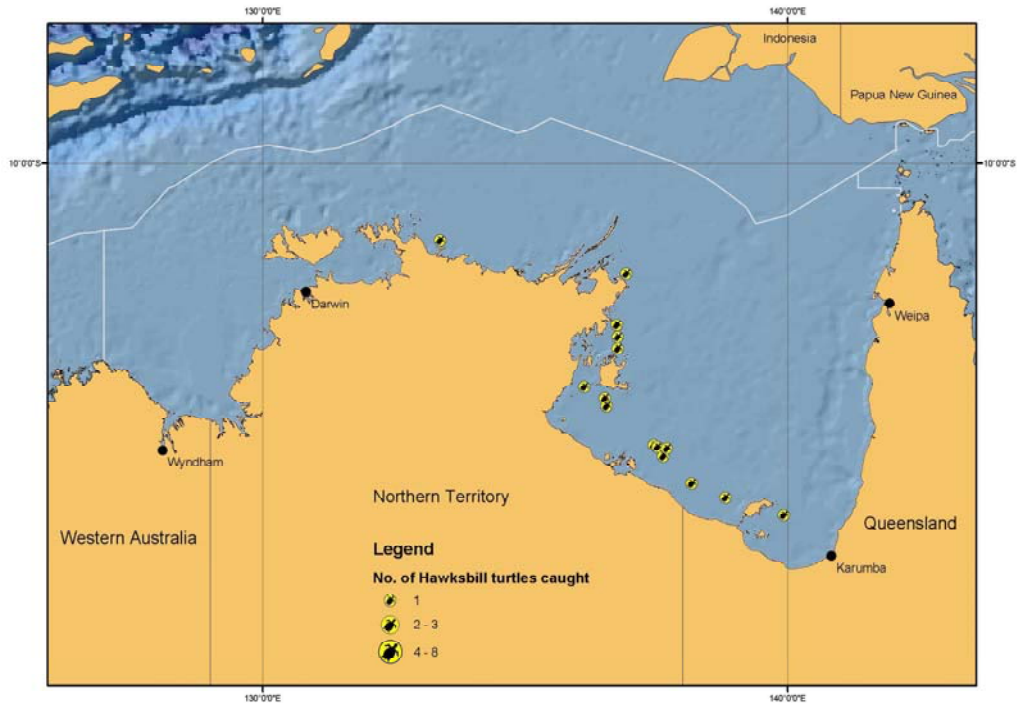 130°0'0"E
140°0'0"E
Indonesia
Papua New Guinea
10°0'0"S
10°0'0"S
Darwin
Weipa
Wyndham
Northern Territory
Western Australia
Queensland
Legend
Karumba
No. of Hawksbill turtles caught
1
2 - 3
4 - 8
130°0'0"E
140°0'0"E